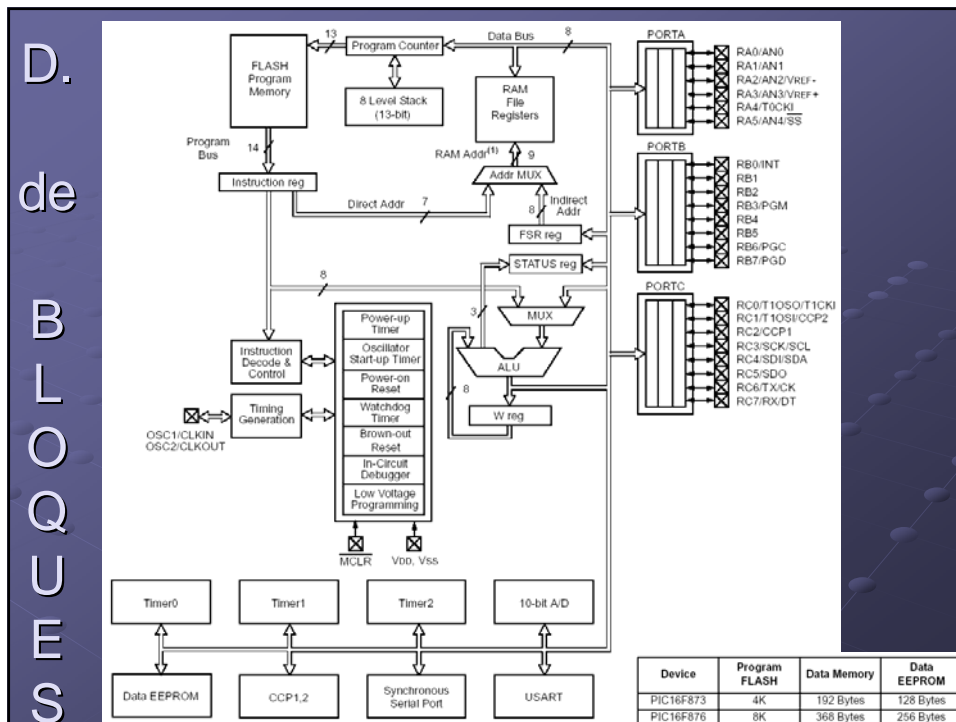 D.
de
B
L
O
Q
U
E
S
13
Program Counter
Data Bus
8
FLASH
Program
Memory
8 Level Stack
(13-bit)
RAM
File
Registers
Program
Bus
14
RAM Addr(1)
9
Addr MUX
Instruction reg
Direct Addr
7
8
Indirect
Addr
FSR reg
STATUS reg
8
3
MUX
ALU
8
W reg
Power-up
Timer
Oscillator
Start-up Timer
Power-on
Reset
Watchdog
Timer
Brown-out
Reset
In-Circuit
Debugger
Low Voltage
Programming
Instruction
Decode &
Control
Timing
Generation
OSC1/CLKIN
OSC2/CLKOUT
MCLR
VDD, VSS
PORTA
RA0/AN0
RA1/AN1
RA2/AN2/VREF-
RA3/AN3/VREF+
RA4/T0CKI
RA5/AN4/SS
PORTB
RB0/INT
RB1
RB2
RB3/PGM
RB4
RB5
RB6/PGC
RB7/PGD
PORTC
RC0/T1OSO/T1CKI
RC1/T1OSI/CCP2
RC2/CCP1
RC3/SCK/SCL
RC4/SDI/SDA
RC5/SDO
RC6/TX/CK
RC7/RX/DT
Timer0
Timer1
Timer2
10-bit A/D
Data EEPROM
CCP1,2
Synchronous
Serial Port
USART
Device Program FLASH Data Memory Data EEPROM
PIC16F873 4K 192 Bytes 128 Bytes
PIC16F876 8K 368 Bytes 256 Bytes